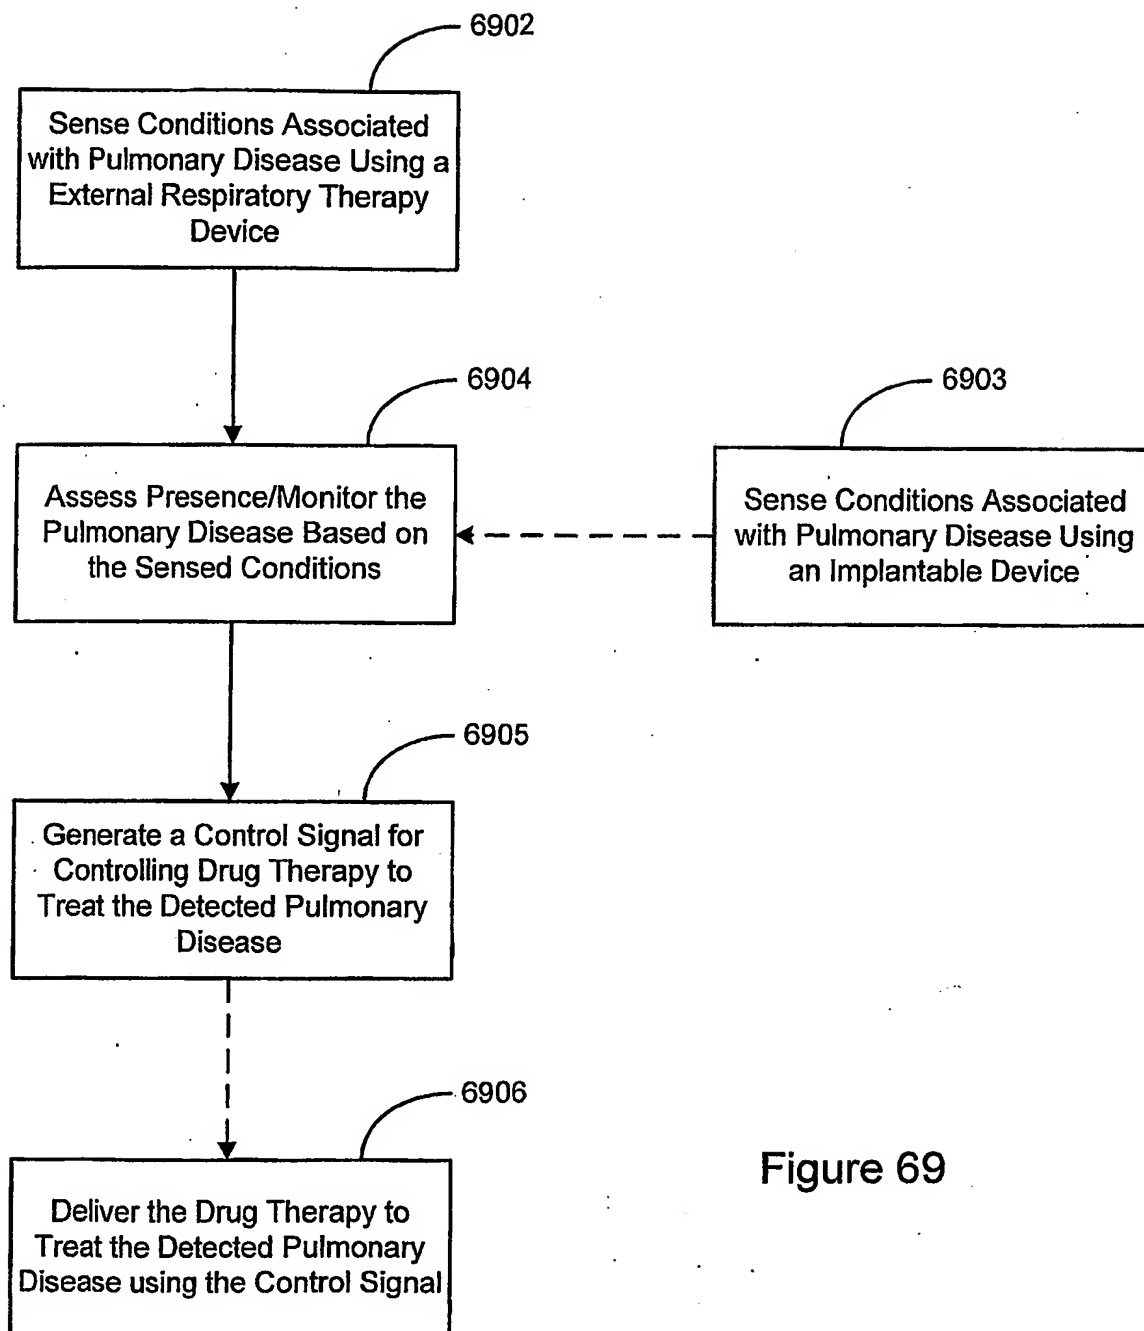 6902
Sense Conditions Associated
with Pulmonary Disease Using a
External Respiratory Therapy
Device
6904
Assess Presence/Monitor the
Pulmonary Disease Based on
the Sensed Conditions
6903
Sense Conditions Associated
with Pulmonary Disease Using
an Implantable Device
6905
Generate a Control Signal for
Controlling Drug Therapy to
Treat the Detected Pulmonary
Disease
6906
Deliver the Drug Therapy to
Treat the Detected Pulmonary
Disease using the Control Signal
Figure 69